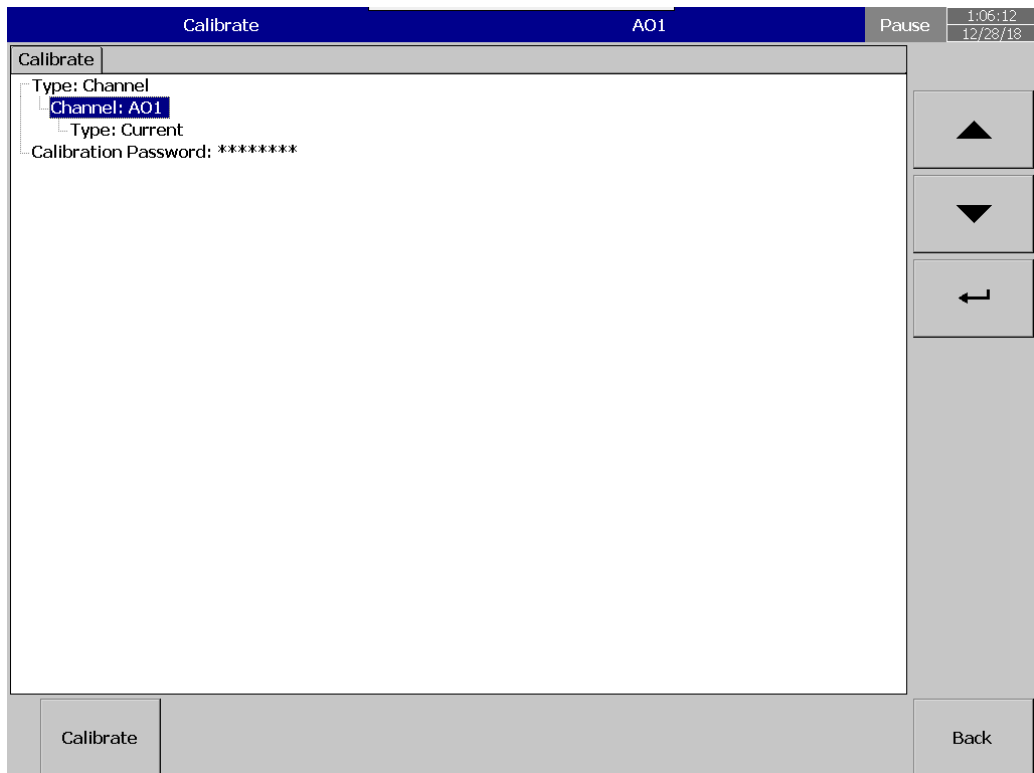 Calibrate AO1 Pause 1:06:12
12/28/18
Calibrate
Type: Channel
Channel: AO1
Type: Current
Calibration Password: ********
Calibrate Back